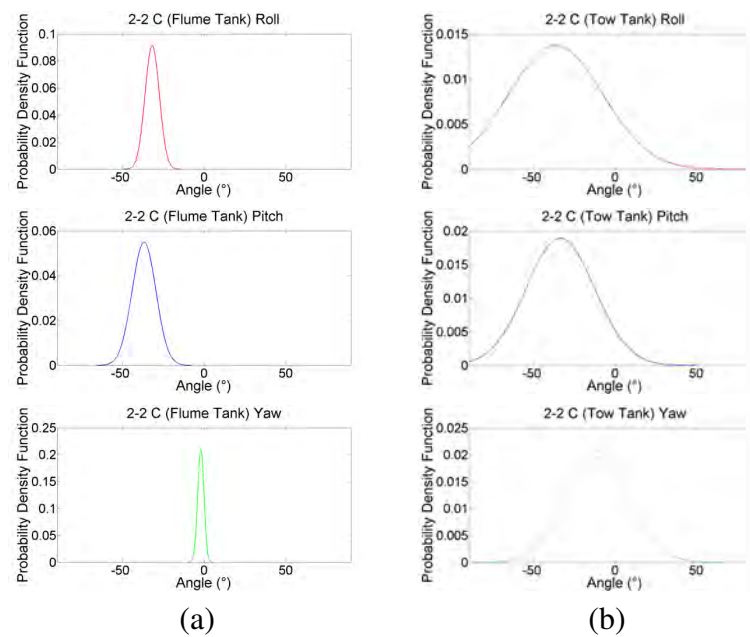 2-2 C (Flume Tank) Roll
Probability Density Function
0.1
0.08
0.06
0.04
0.02
0
-50 0 50
Angle (°)
2-2 C (Flume Tank) Pitch
Probability Density Function
0.06
0.04
0.02
0
-50 0 50
Angle (°)
2-2 C (Flume Tank) Yaw
Probability Density Function
0.25
0.2
0.15
0.1
0.05
0
-50 0 50
Angle (°)
(a)
2-2 C (Tow Tank) Roll
Probability Density Function
0.015
0.01
0.005
0
-50 0 50
Angle (°)
2-2 C (Tow Tank) Pitch
Probability Density Function
0.02
0.015
0.01
0.005
0
-50 0 50
Angle (°)
2-2 C (Tow Tank) Yaw
Probability Density Function
0.025
0.02
0.015
0.01
0.005
0
-50 0 50
Angle (°)
(b)